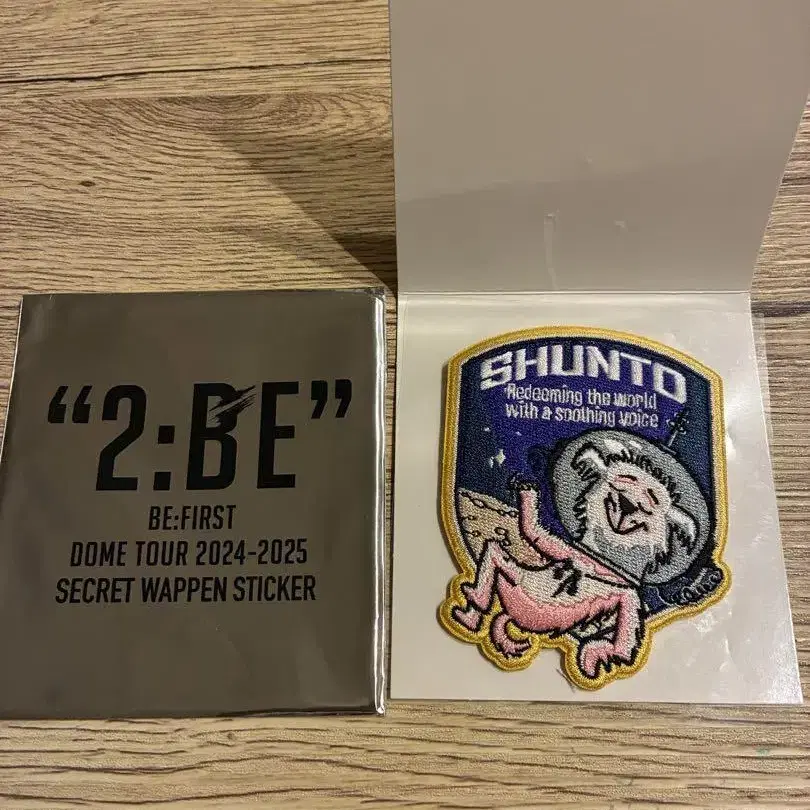 “2:BE”
BE:FIRST
DOME TOUR 2024-2025
SECRET WAPPEN STICKER
SHUNTO
Redeeming the world
with a soothing voice